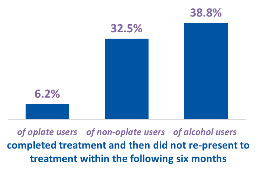 38.8%
32.5%
6.2%
of opiate users of non-opiate users of alcohol users
completed treatment and then did not re-present to
treatment within the following six months